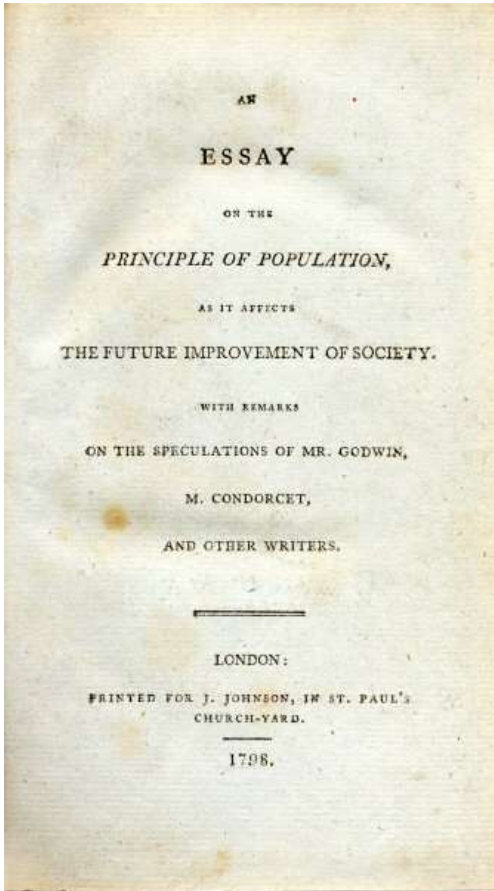 AN
ESSAY
ON THE
PRINCIPLE OF POPULATION,
AS IT AFFECTS
THE FUTURE IMPROVEMENT OF SOCIETY.
WITH REMARKS
ON THE SPECULATIONS OF MR. GODWIN,
M. CONDORCET,
AND OTHER WRITERS.
LONDON:
PRINTED FOR J. JOHNSON, IN ST. PAUL'S
CHURCH-YARD.
1798.